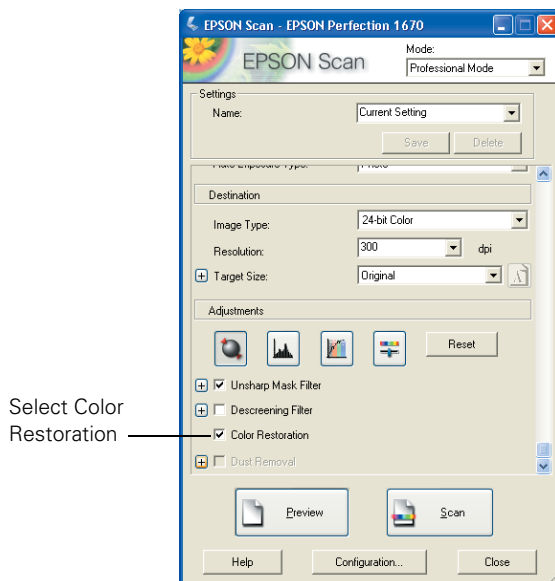 EPSON Scan - EPSON Perfection 1670
EPSON Scan
Mode:
Professional Mode
Settings
Name:
Current Setting
Save
Delete
Destination
Image Type:
24-bit Color
Resolution:
300
dpi
Target Size:
Original
Adjustments
Reset
Unsharp Mask Filter
Descreening Filter
Select Color
Restoration
Color Restoration
Dust Removal
Preview
Scan
Help
Configuration...
Close